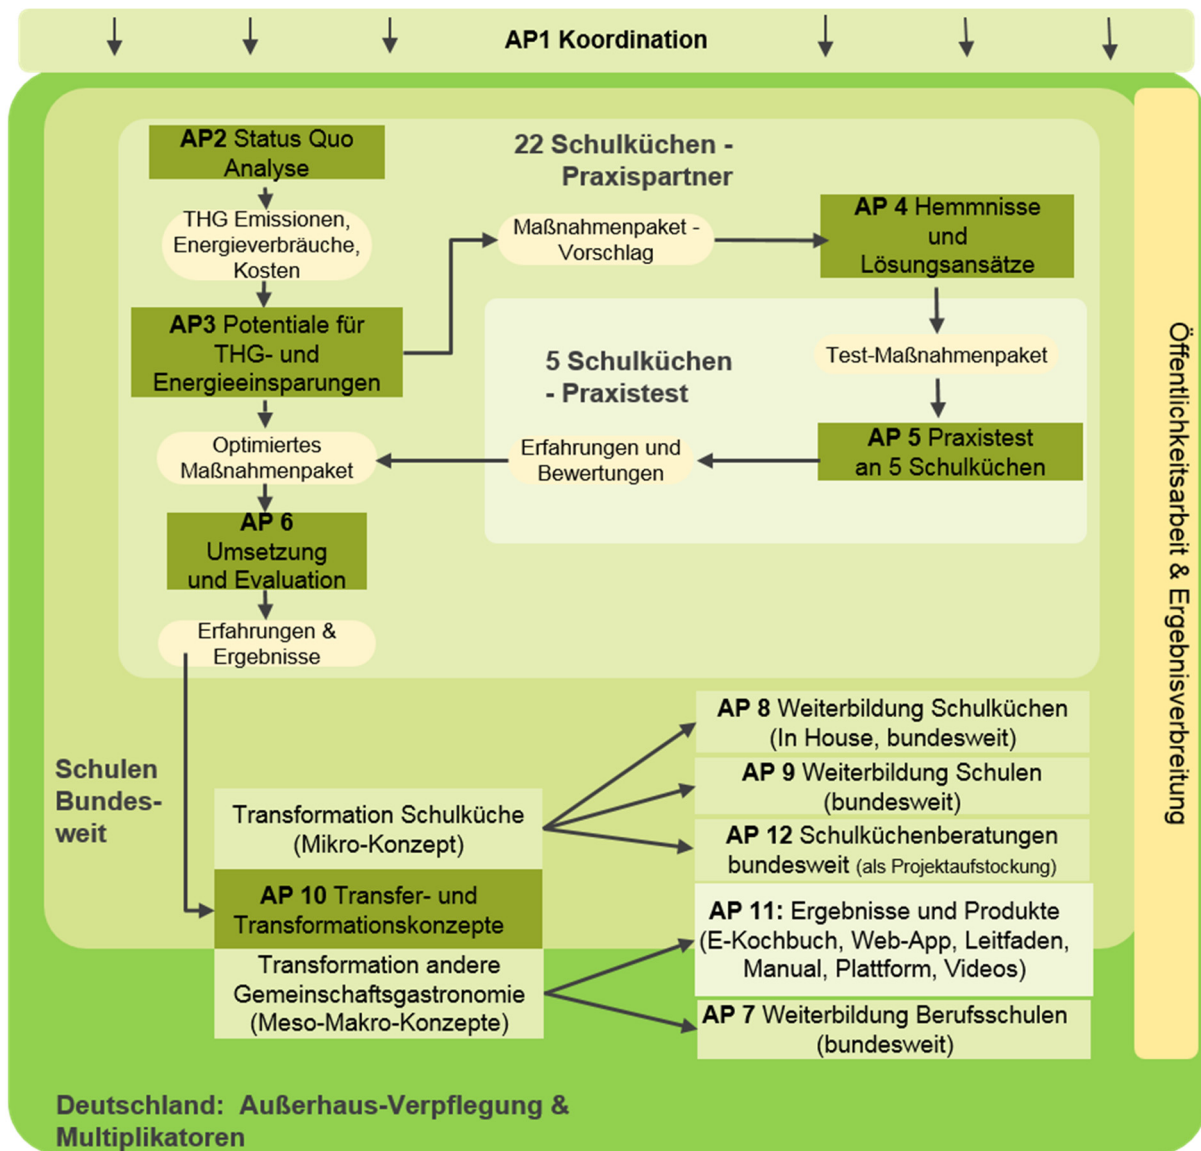 AP1 Koordination
AP2 Status Quo
Analyse
22 Schulküchen -
Praxispartner
THG Emissionen,
Energieverbräuche,
Kosten
Maßnahmenpaket -
Vorschlag
AP 4 Hemmnisse
und
Lösungsansätze
AP3 Potentiale für
THG- und
Energieeinsparungen
5 Schulküchen
- Praxistest
Test-Maßnahmenpaket
Optimiertes
Maßnahmenpaket
Erfahrungen und
Bewertungen
AP 5 Praxistest
an 5 Schulküchen
AP 6
Umsetzung
und Evaluation
Erfahrungen &
Ergebnisse
Öffentlichkeitsarbeit & Ergebnisverbreitung
Schulen
Bundes-
weit
Transformation Schulküche
(Mikro-Konzept)
AP 8 Weiterbildung Schulküchen
(In House, bundesweit)
AP 9 Weiterbildung Schulen
(bundesweit)
AP 12 Schulküchenberatungen
bundesweit (als Projektaufstockung)
AP 10 Transfer- und
Transformationskonzepte
AP 11: Ergebnisse und Produkte
(E-Kochbuch, Web-App, Leitfaden,
Manual, Plattform, Videos)
Transformation andere
Gemeinschaftsgastronomie
(Meso-Makro-Konzepte)
AP 7 Weiterbildung Berufsschulen
(bundesweit)
Deutschland: Außerhaus-Verpflegung &
Multiplikatoren